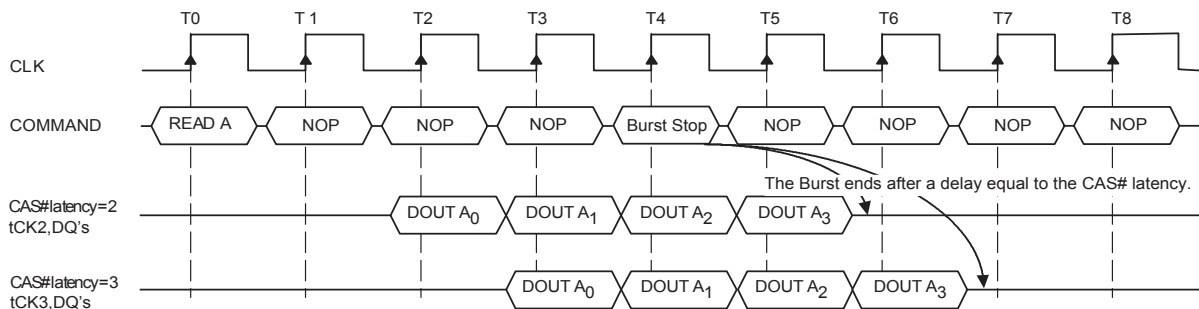 T0 T 1 T2 T3 T4 T5 T6 T7 T8
CLK
COMMAND READ A NOP NOP NOP Burst Stop NOP NOP NOP NOP
The Burst ends after a delay equal to the CAS# latency.
CAS#latency=2
tCK2,DQ's
DOUT A0 DOUT A1 DOUT A2 DOUT A3
CAS#latency=3
tCK3,DQ's
DOUT A0 DOUT A1 DOUT A2 DOUT A3